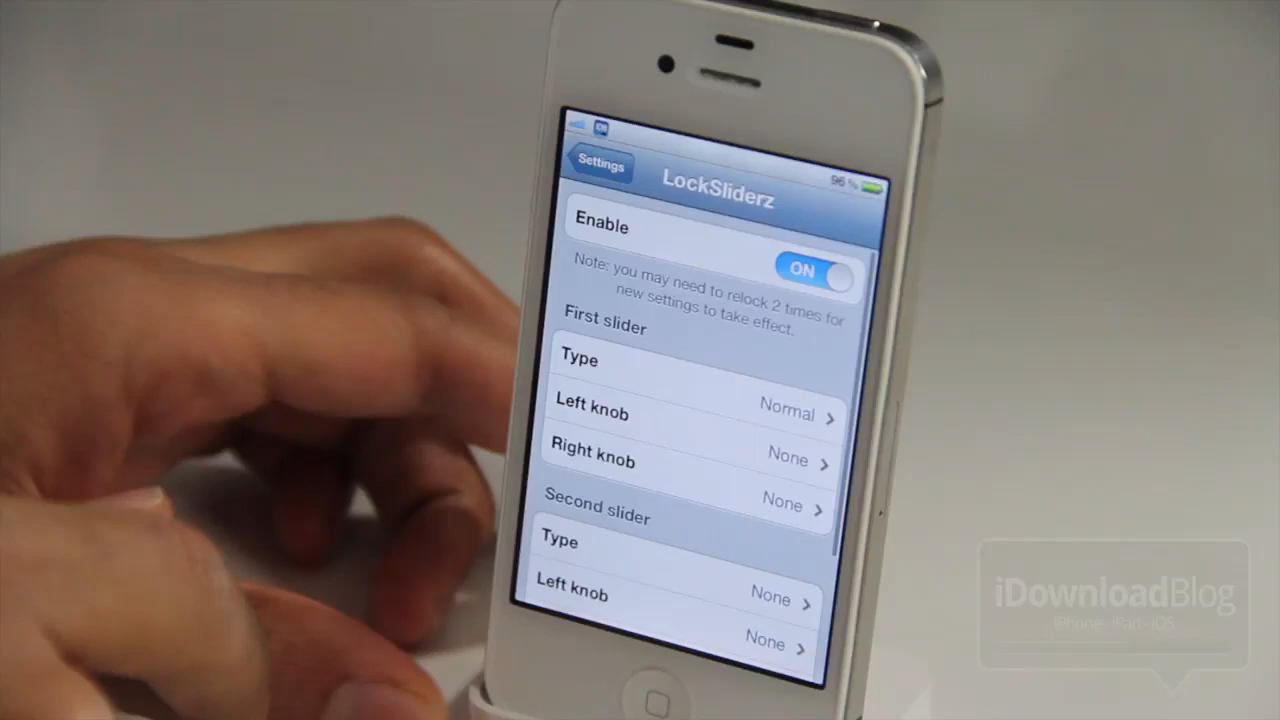 96 %
Settings
LockSliderz
Enable
ON
Note: you may need to relock 2 times for
new settings to take effect.
First slider
Type
Normal
Left knob
None
Right knob
None
Second slider
Type
None
Left knob
None
iDownloadBlog
iPhone · iPad · iOS